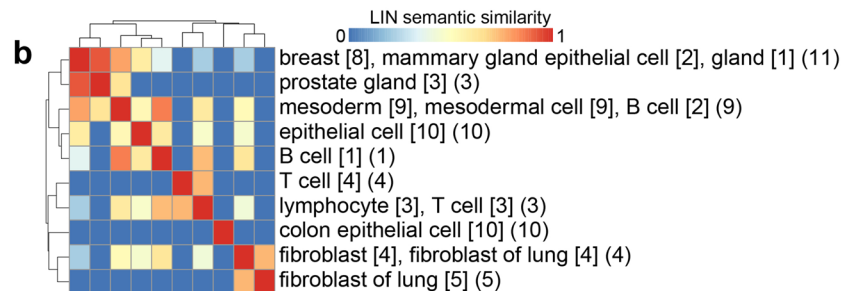 LIN semantic similarity
0 1
b
breast [8], mammary gland epithelial cell [2], gland [1] (11)
prostate gland [3] (3)
mesoderm [9], mesodermal cell [9], B cell [2] (9)
epithelial cell [10] (10)
B cell [1] (1)
T cell [4] (4)
lymphocyte [3], T cell [3] (3)
colon epithelial cell [10] (10)
fibroblast [4], fibroblast of lung [4] (4)
fibroblast of lung [5] (5)